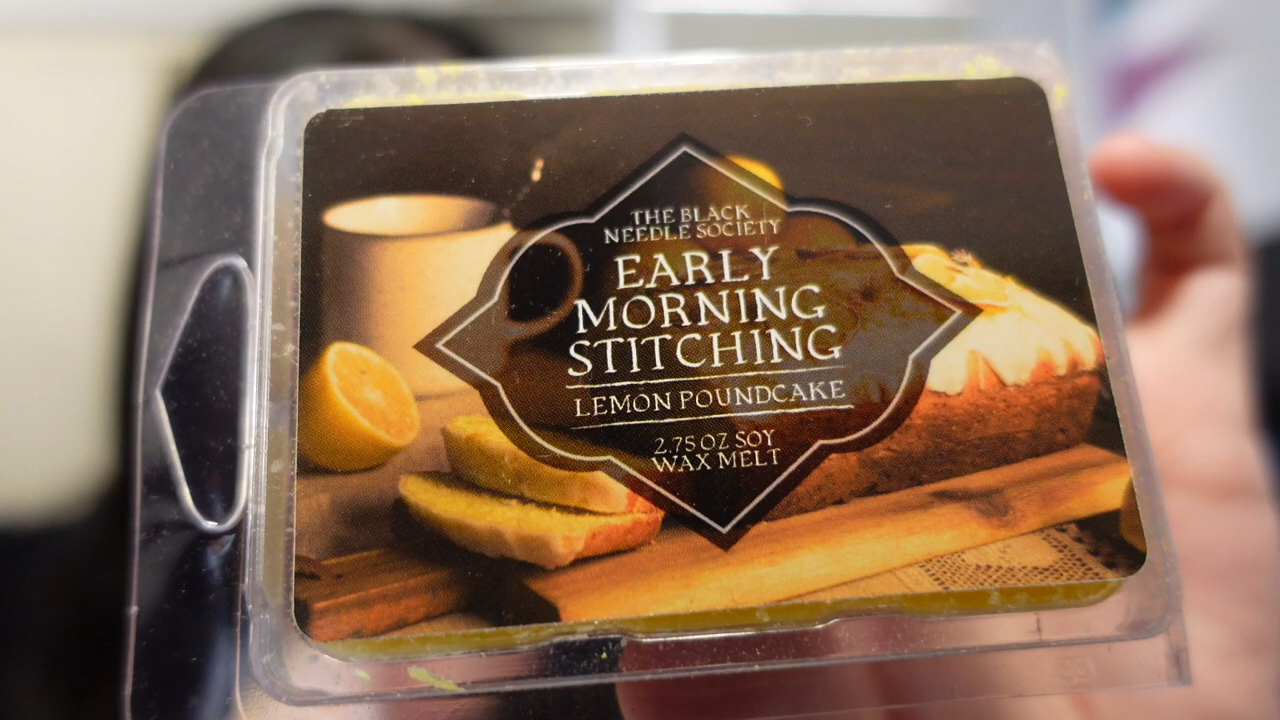 THE BLACK
NEEDLE SOCIETY
EARLY
MORNING
STITCHING
LEMON POUNDCAKE
2.75 OZ SOY
WAX MELT